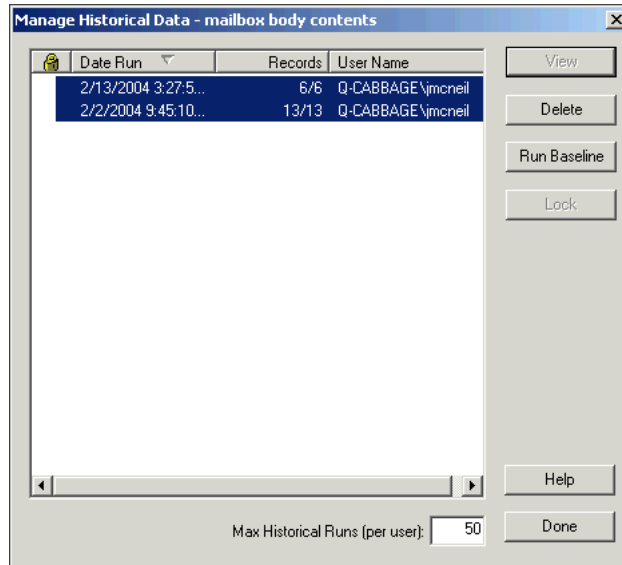 Manage Historical Data - mailbox body contents
Date Run Records User Name
2/13/2004 3:27:5... 6/6 Q-CABBAGE\jmcneil
2/2/2004 9:45:10... 13/13 Q-CABBAGE\jmcneil
View
Delete
Run Baseline
Lock
Help
Max Historical Runs (per user): 50
Done